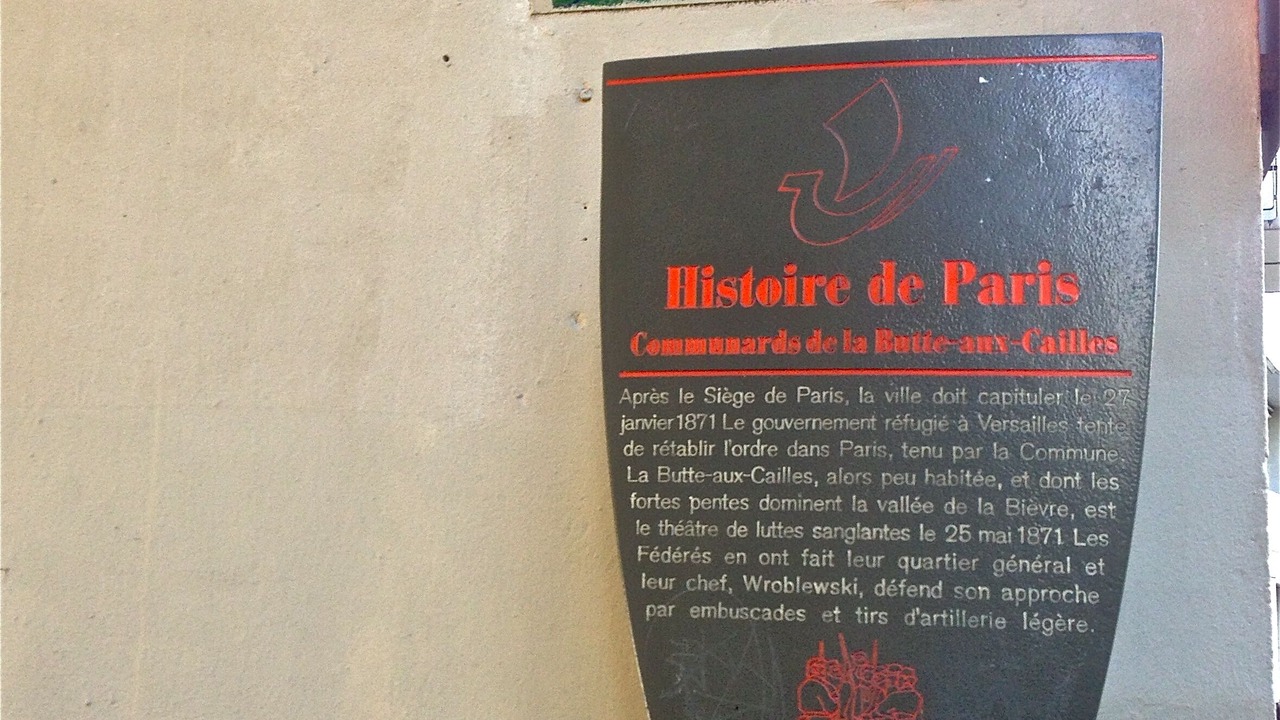 Histoire de Paris
Communards de la Butte-aux-Cailles
Après le Siège de Paris, la ville doit capituler le 27
janvier 1871 Le gouvernement réfugié à Versailles tente
de rétablir l'ordre dans Paris, tenu par la Commune.
La Butte-aux-Cailles, alors peu habitée, et dont les
fortes pentes dominent la vallée de la Bièvre, est
le théâtre de luttes sanglantes le 25 mai 1871 Les
Fédérés en ont fait leur quartier général et
leur chef, Wroblewski, défend son approche
par embuscades et tirs d'artillerie légère.